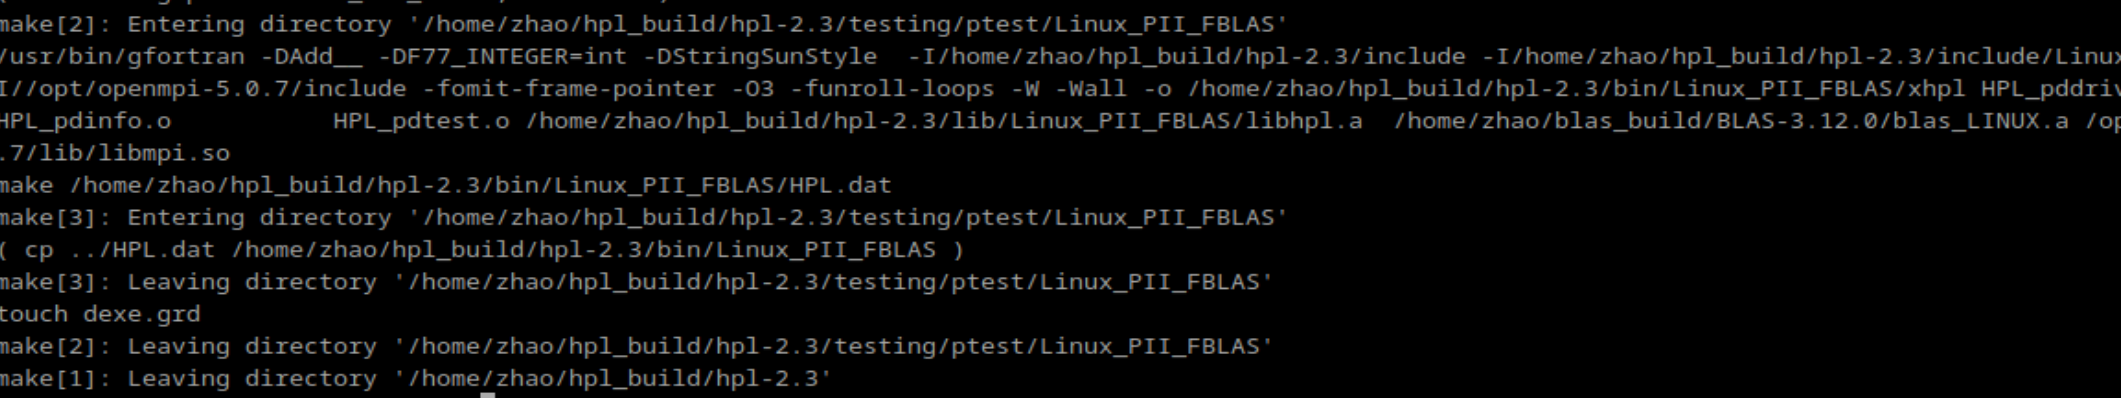 make[2]: Entering directory '/home/zhao/hpl_build/hpl-2.3/testing/ptest/Linux_PII_FBLAS'
/usr/bin/gfortran -DAdd__ -DF77_INTEGER=int -DStringSunStyle  -I/home/zhao/hpl_build/hpl-2.3/include -I/home/zhao/hpl_build/hpl-2.3/include/Linux
I//opt/openmpi-5.0.7/include -fomit-frame-pointer -O3 -funroll-loops -W -Wall -o /home/zhao/hpl_build/hpl-2.3/bin/Linux_PII_FBLAS/xhpl HPL_pddriv
HPL_pdinfo.o          HPL_pdtest.o /home/zhao/hpl_build/hpl-2.3/lib/Linux_PII_FBLAS/libhpl.a  /home/zhao/blas_build/BLAS-3.12.0/blas_LINUX.a /op
.7/lib/libmpi.so
make /home/zhao/hpl_build/hpl-2.3/bin/Linux_PII_FBLAS/HPL.dat
make[3]: Entering directory '/home/zhao/hpl_build/hpl-2.3/testing/ptest/Linux_PII_FBLAS'
( cp ../HPL.dat /home/zhao/hpl_build/hpl-2.3/bin/Linux_PII_FBLAS )
make[3]: Leaving directory '/home/zhao/hpl_build/hpl-2.3/testing/ptest/Linux_PII_FBLAS'
touch dexe.grd
make[2]: Leaving directory '/home/zhao/hpl_build/hpl-2.3/testing/ptest/Linux_PII_FBLAS'
make[1]: Leaving directory '/home/zhao/hpl_build/hpl-2.3'